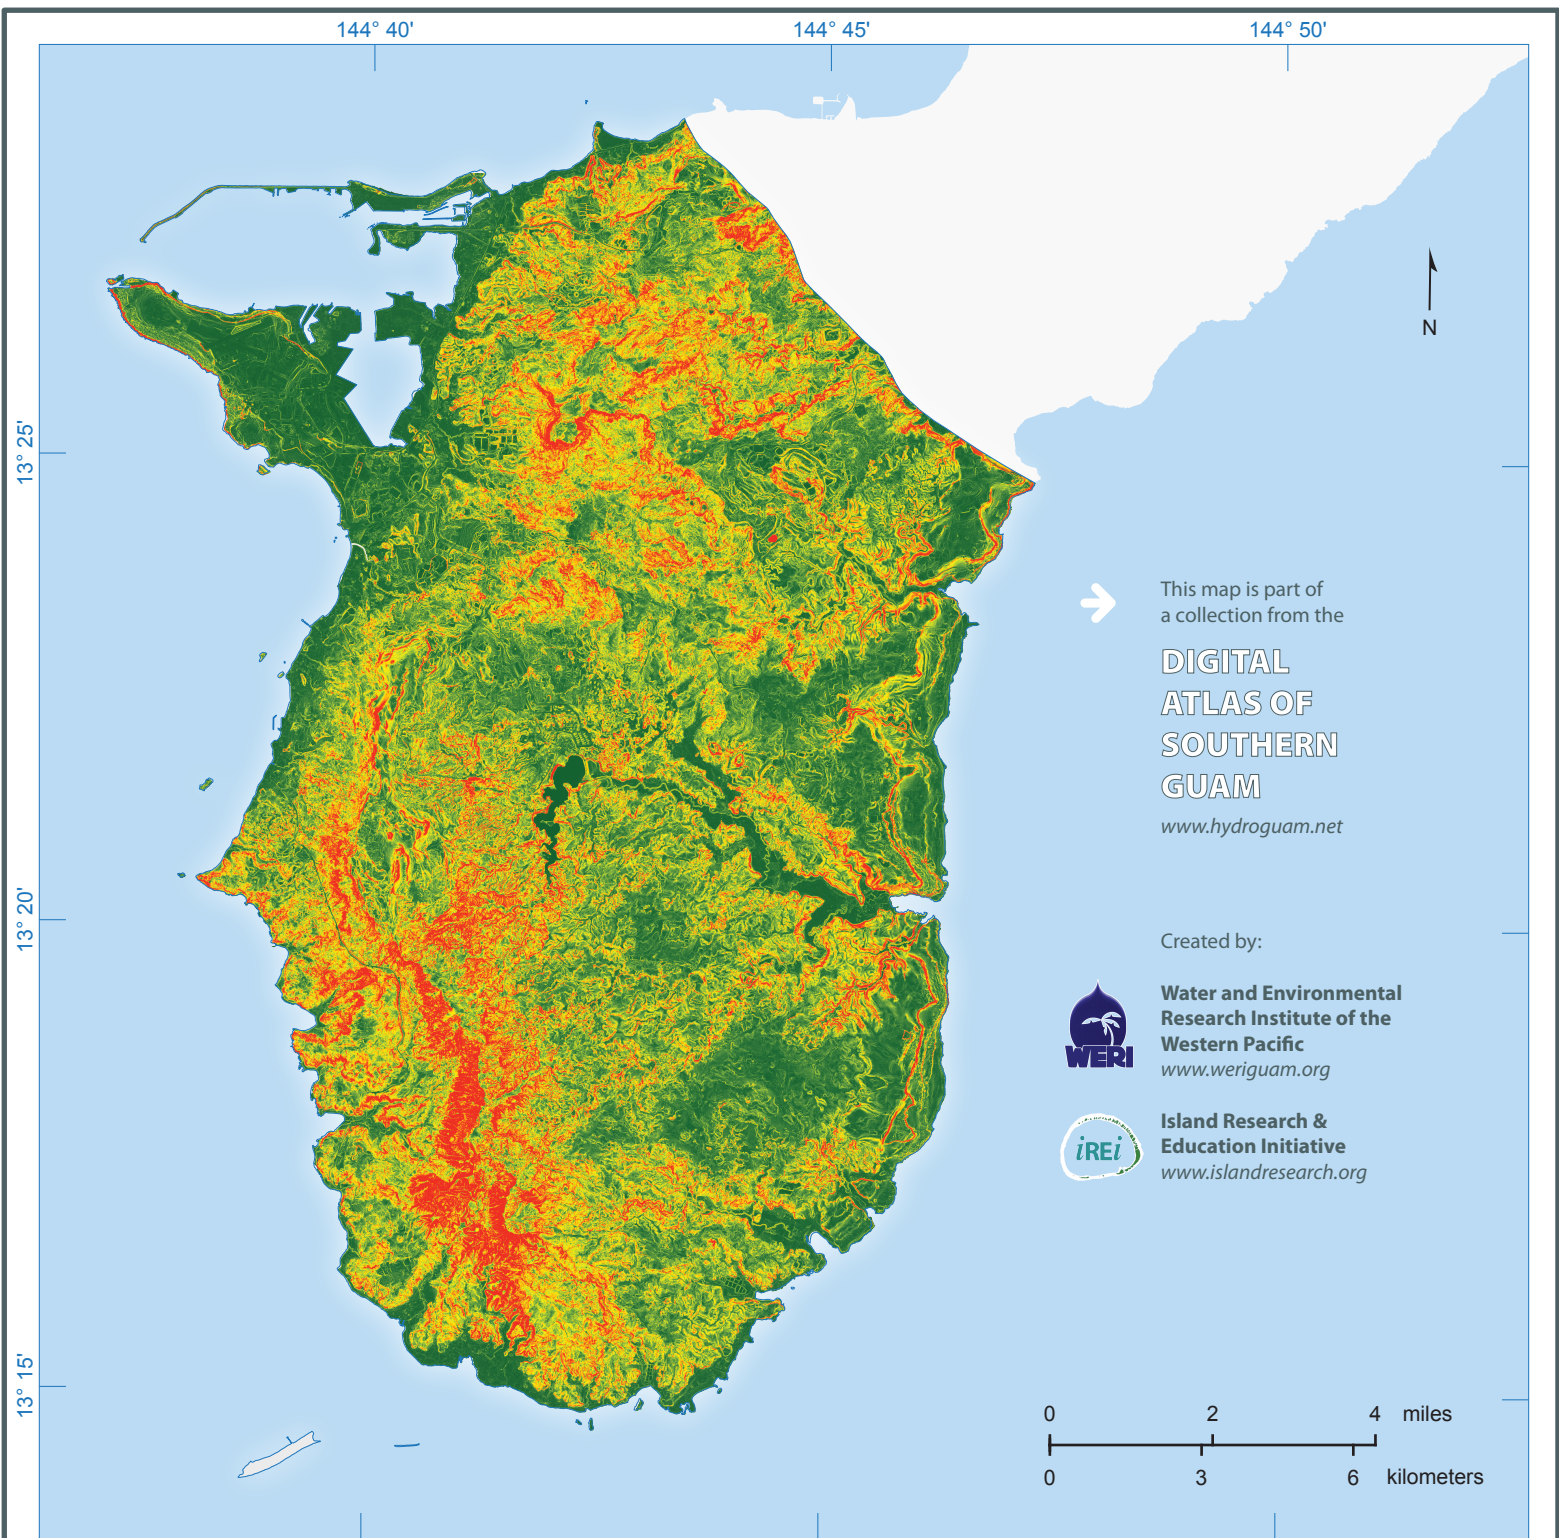 144° 40'
144° 45'
144° 50'
13° 25'
N
This map is part of
a collection from the
DIGITAL
ATLAS OF
SOUTHERN
GUAM
www.hydroguam.net
13° 20'
Created by:
WERI
Water and Environmental
Research Institute of the
Western Pacific
www.weriguam.org
iREi
Island Research &
Education Initiative
www.islandresearch.org
13° 15'
0 2 4 miles
0 3 6 kilometers